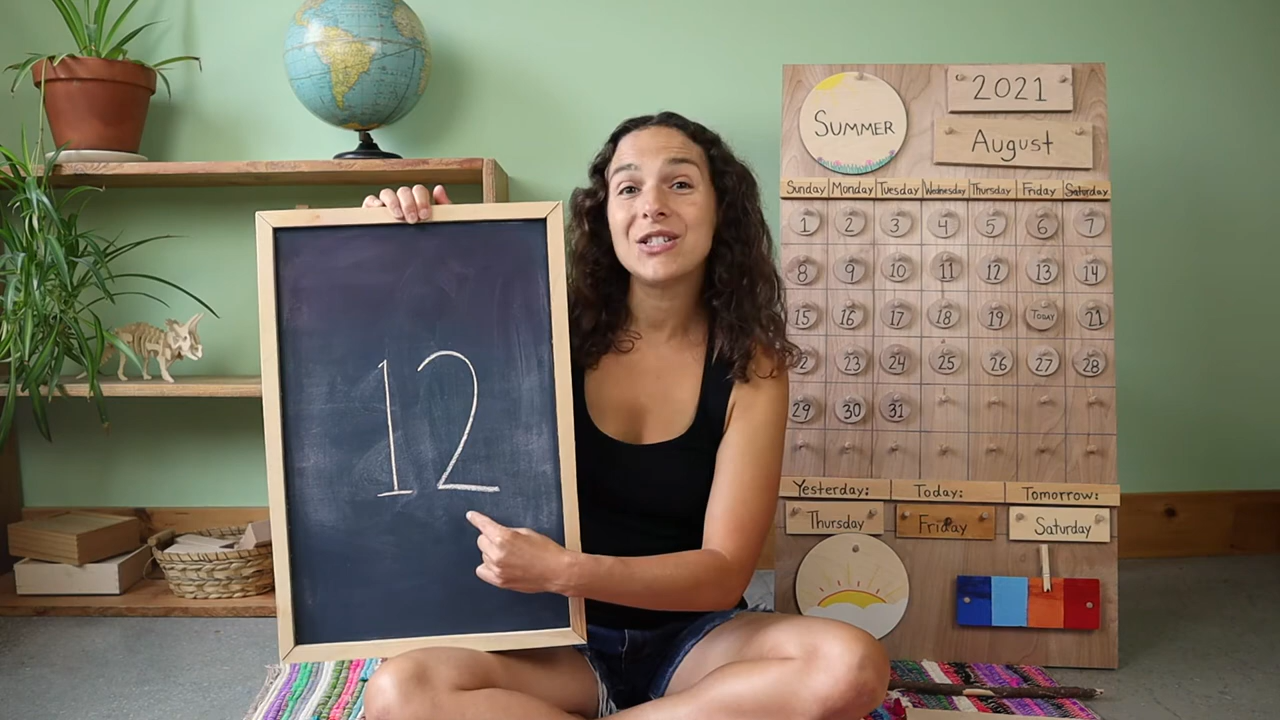 12
SUMMER
2021
August
Sunday Monday Tuesday Wednesday Thursday Friday Saturday
1 2 3 4 5 6 7
8 9 10 11 12 13 14
15 16 17 18 19 TODAY 21
23 24 25 26 27 28
29 30 31
Yesterday: Today: Tomorrow:
Thursday Friday Saturday